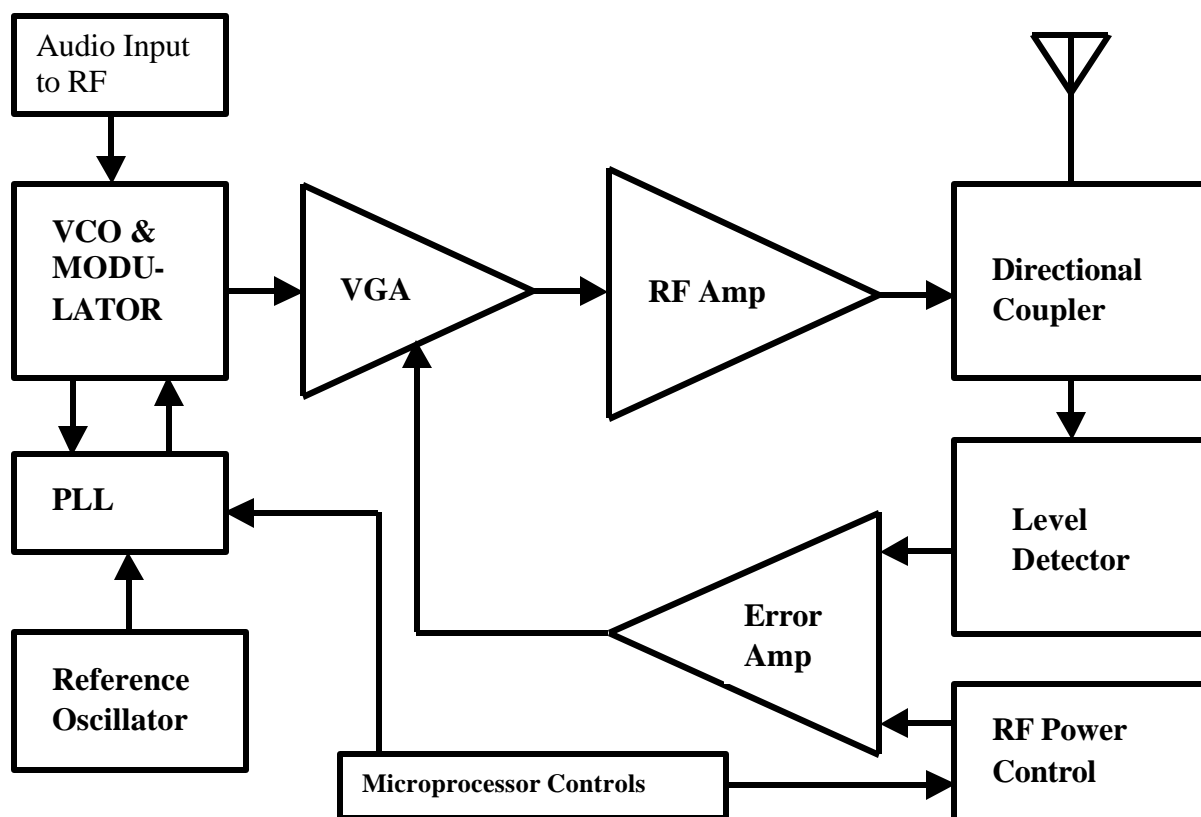 Audio Input
to RF
VCO &
MODU-
LATOR
VGA
RF Amp
Directional
Coupler
PLL
Level
Detector
Error
Amp
Reference
Oscillator
RF Power
Control
Microprocessor Controls